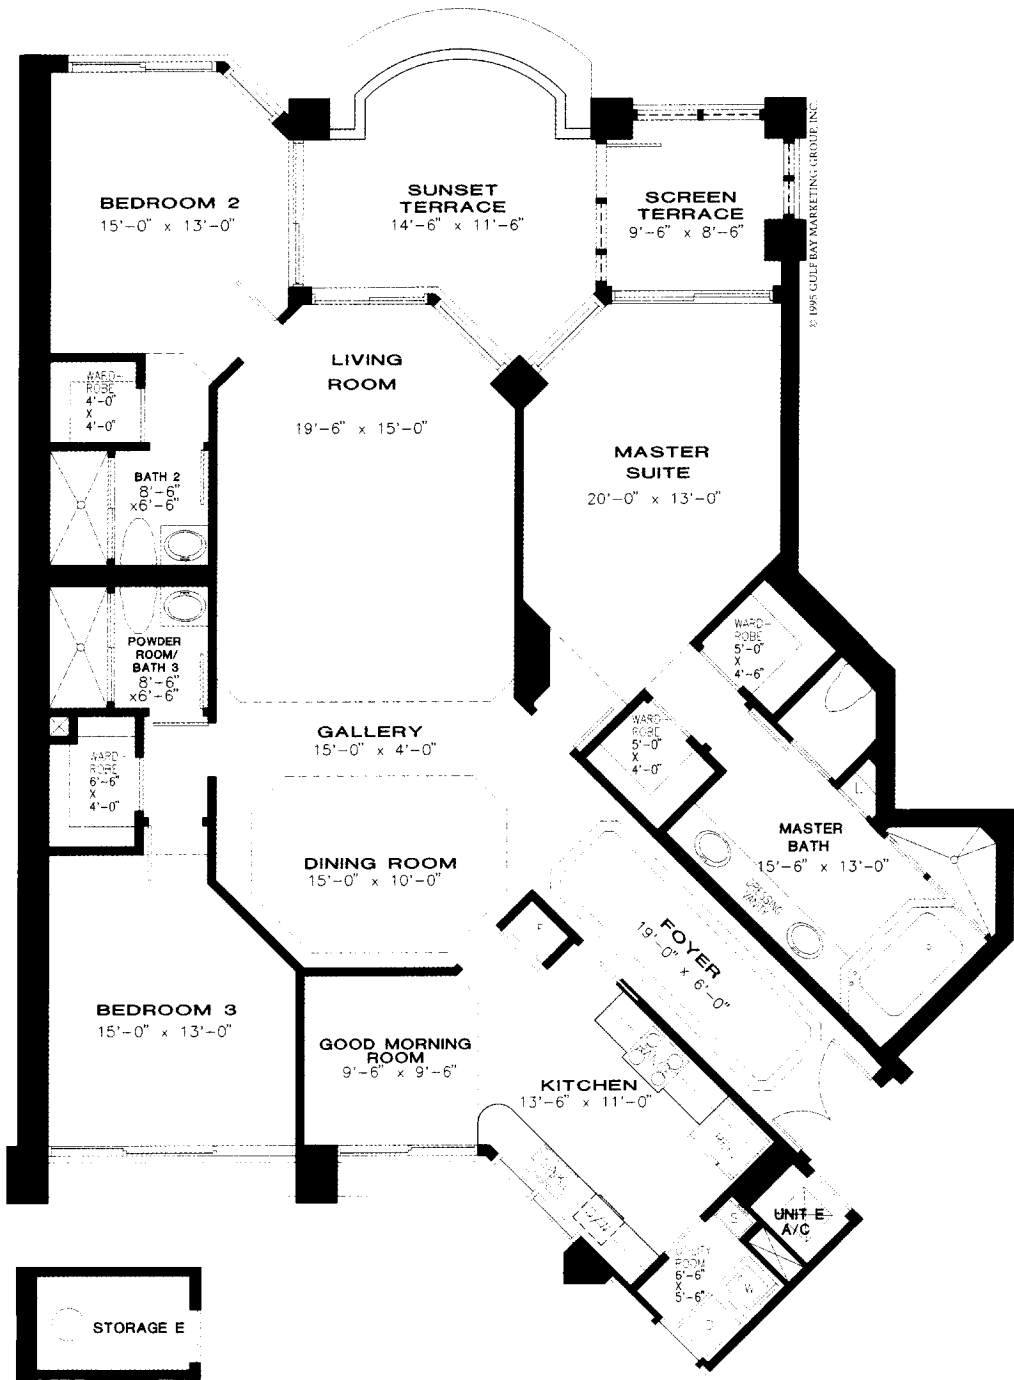 BEDROOM 2
15'-0" x 13'-0"
SUNSET
TERRACE
14'-6" x 11'-6"
SCREEN
TERRACE
9'-6" x 8'-6"
© 1995 GULF BAY MARKETING GROUP, INC.
LIVING
ROOM
19'-6" x 15'-0"
WARD-
ROBE
4'-0"
X
4'-0"
MASTER
SUITE
20'-0" x 13'-0"
BATH 2
8'-6"
x6'-6"
POWDER
ROOM/
BATH 3
8'-6"
x6'-6"
WARD-
ROBE
5'-0"
X
4'-6"
WARD-
ROBE
5'-0"
X
4'-0"
GALLERY
15'-0" x 4'-0"
WARD-
ROBE
6'-6"
X
4'-0"
L
MASTER
BATH
15'-6" x 13'-0"
DINING ROOM
15'-0" x 10'-0"
DRESSING
VANITY
FOYER
19'-0" x 6'-0"
BEDROOM 3
15'-0" x 13'-0"
GOOD MORNING
ROOM
9'-6" x 9'-6"
KITCHEN
13'-6" x 11'-0"
D/W
UNIT E
A/C
S
UTILITY
ROOM
6'-6"
X
5'-6"
W
D
STORAGE E